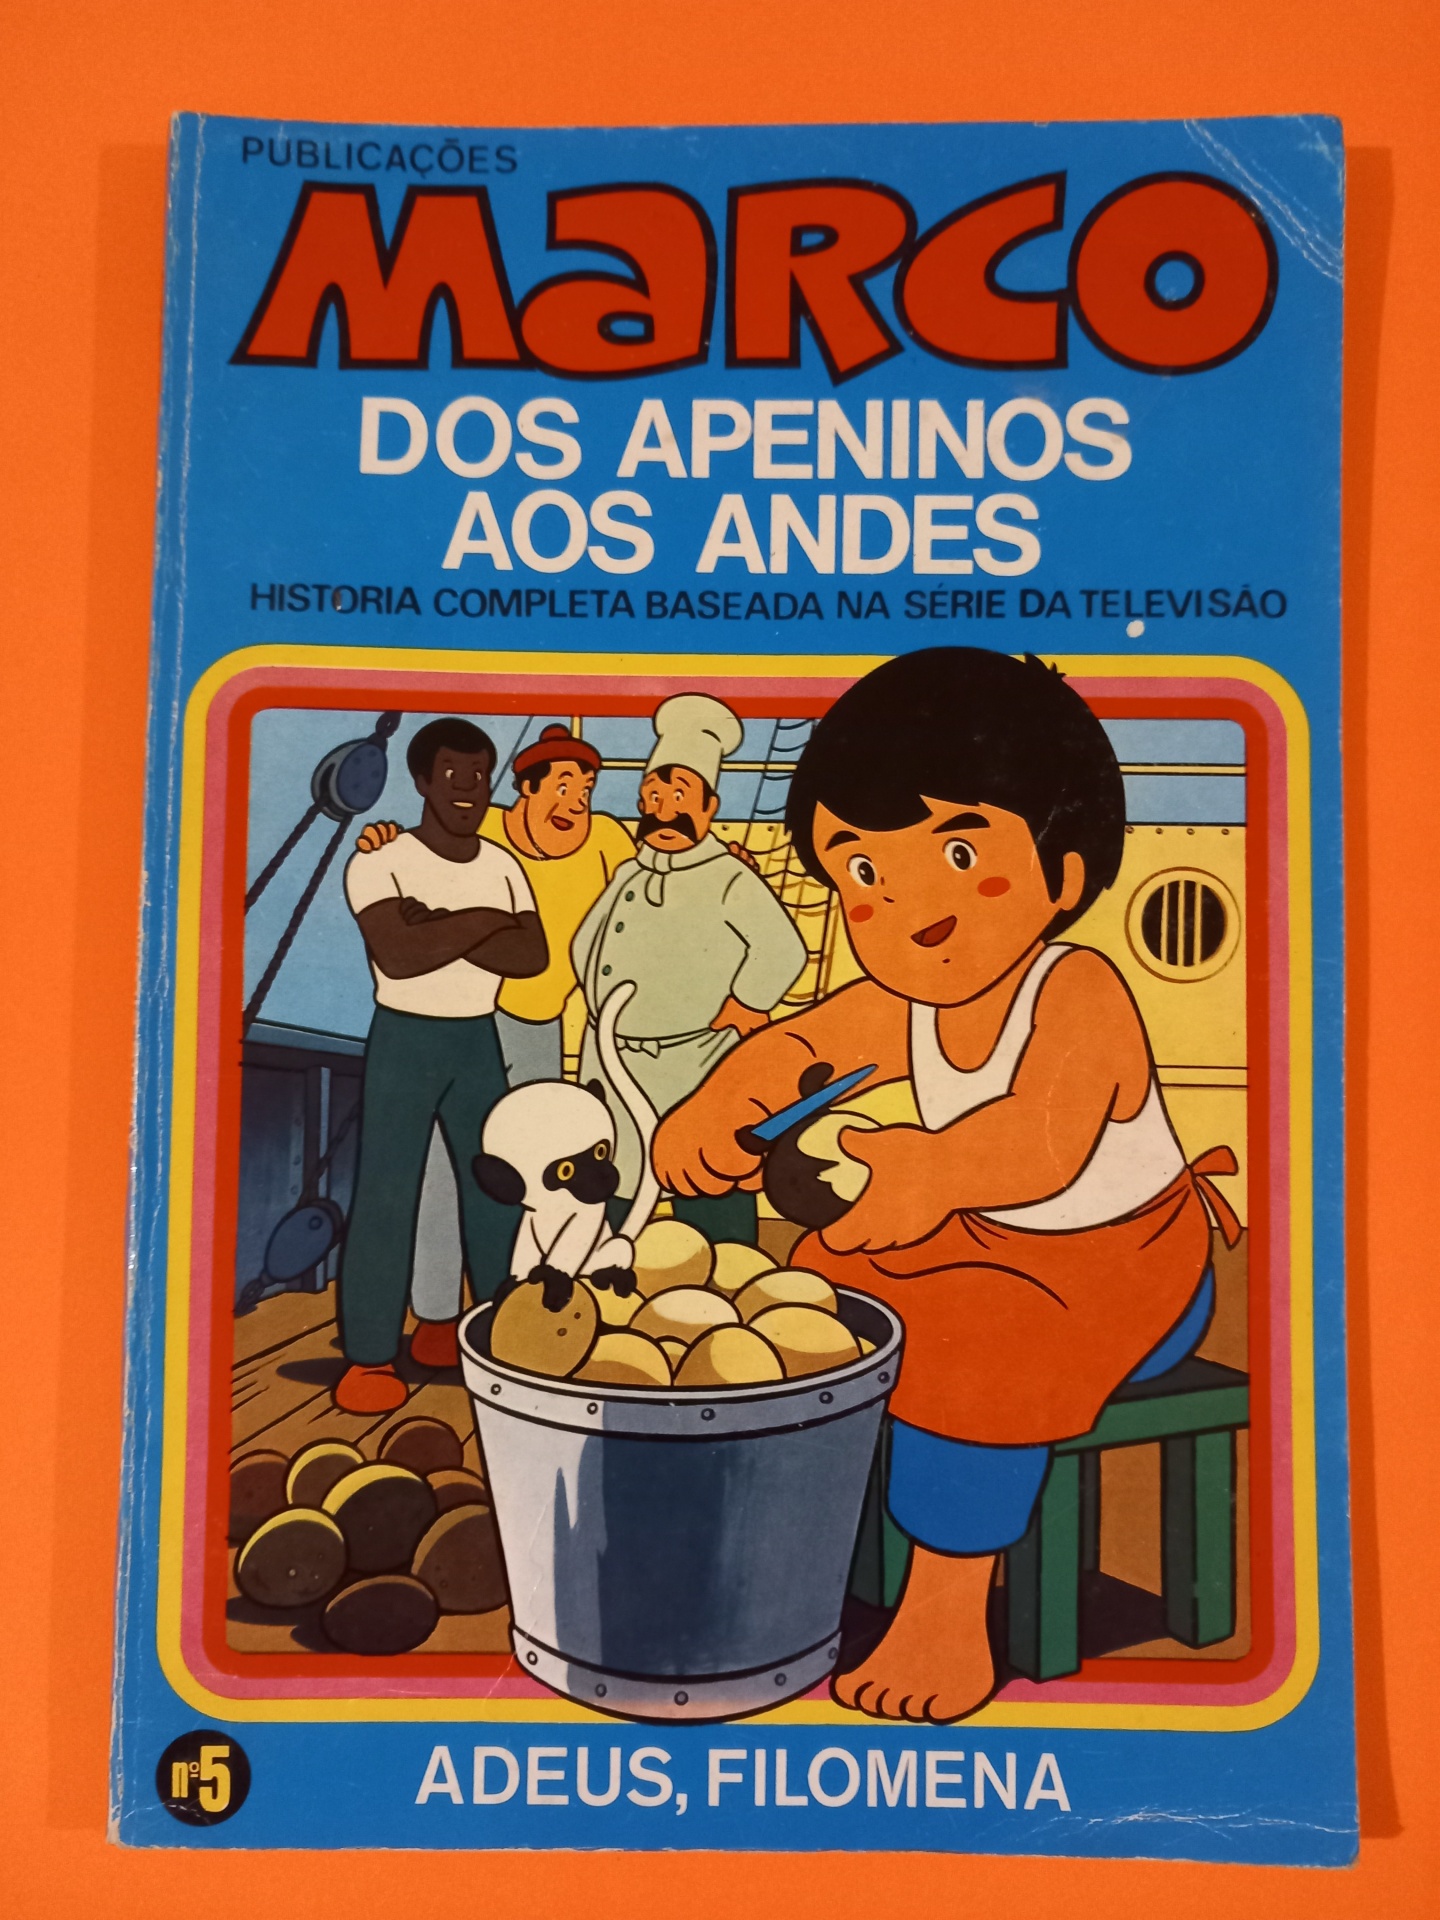 PUBLICAÇÕES
MARCO
DOS APENINOS
AOS ANDES
HISTORIA COMPLETA BASEADA NA SÉRIE DA TELEVISÃO
nº5
ADEUS, FILOMENA